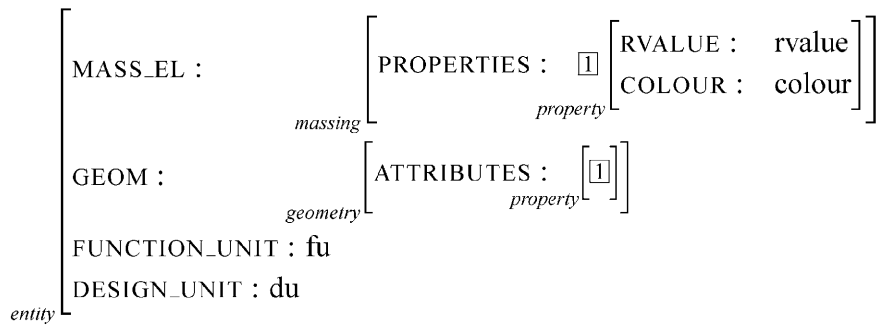 MASS_EL : PROPERTIES : 1 RVALUE : rvalue
COLOUR : colour
massing property
GEOM : ATTRIBUTES : 1
geometry property
FUNCTION_UNIT : fu
DESIGN_UNIT : du
entity